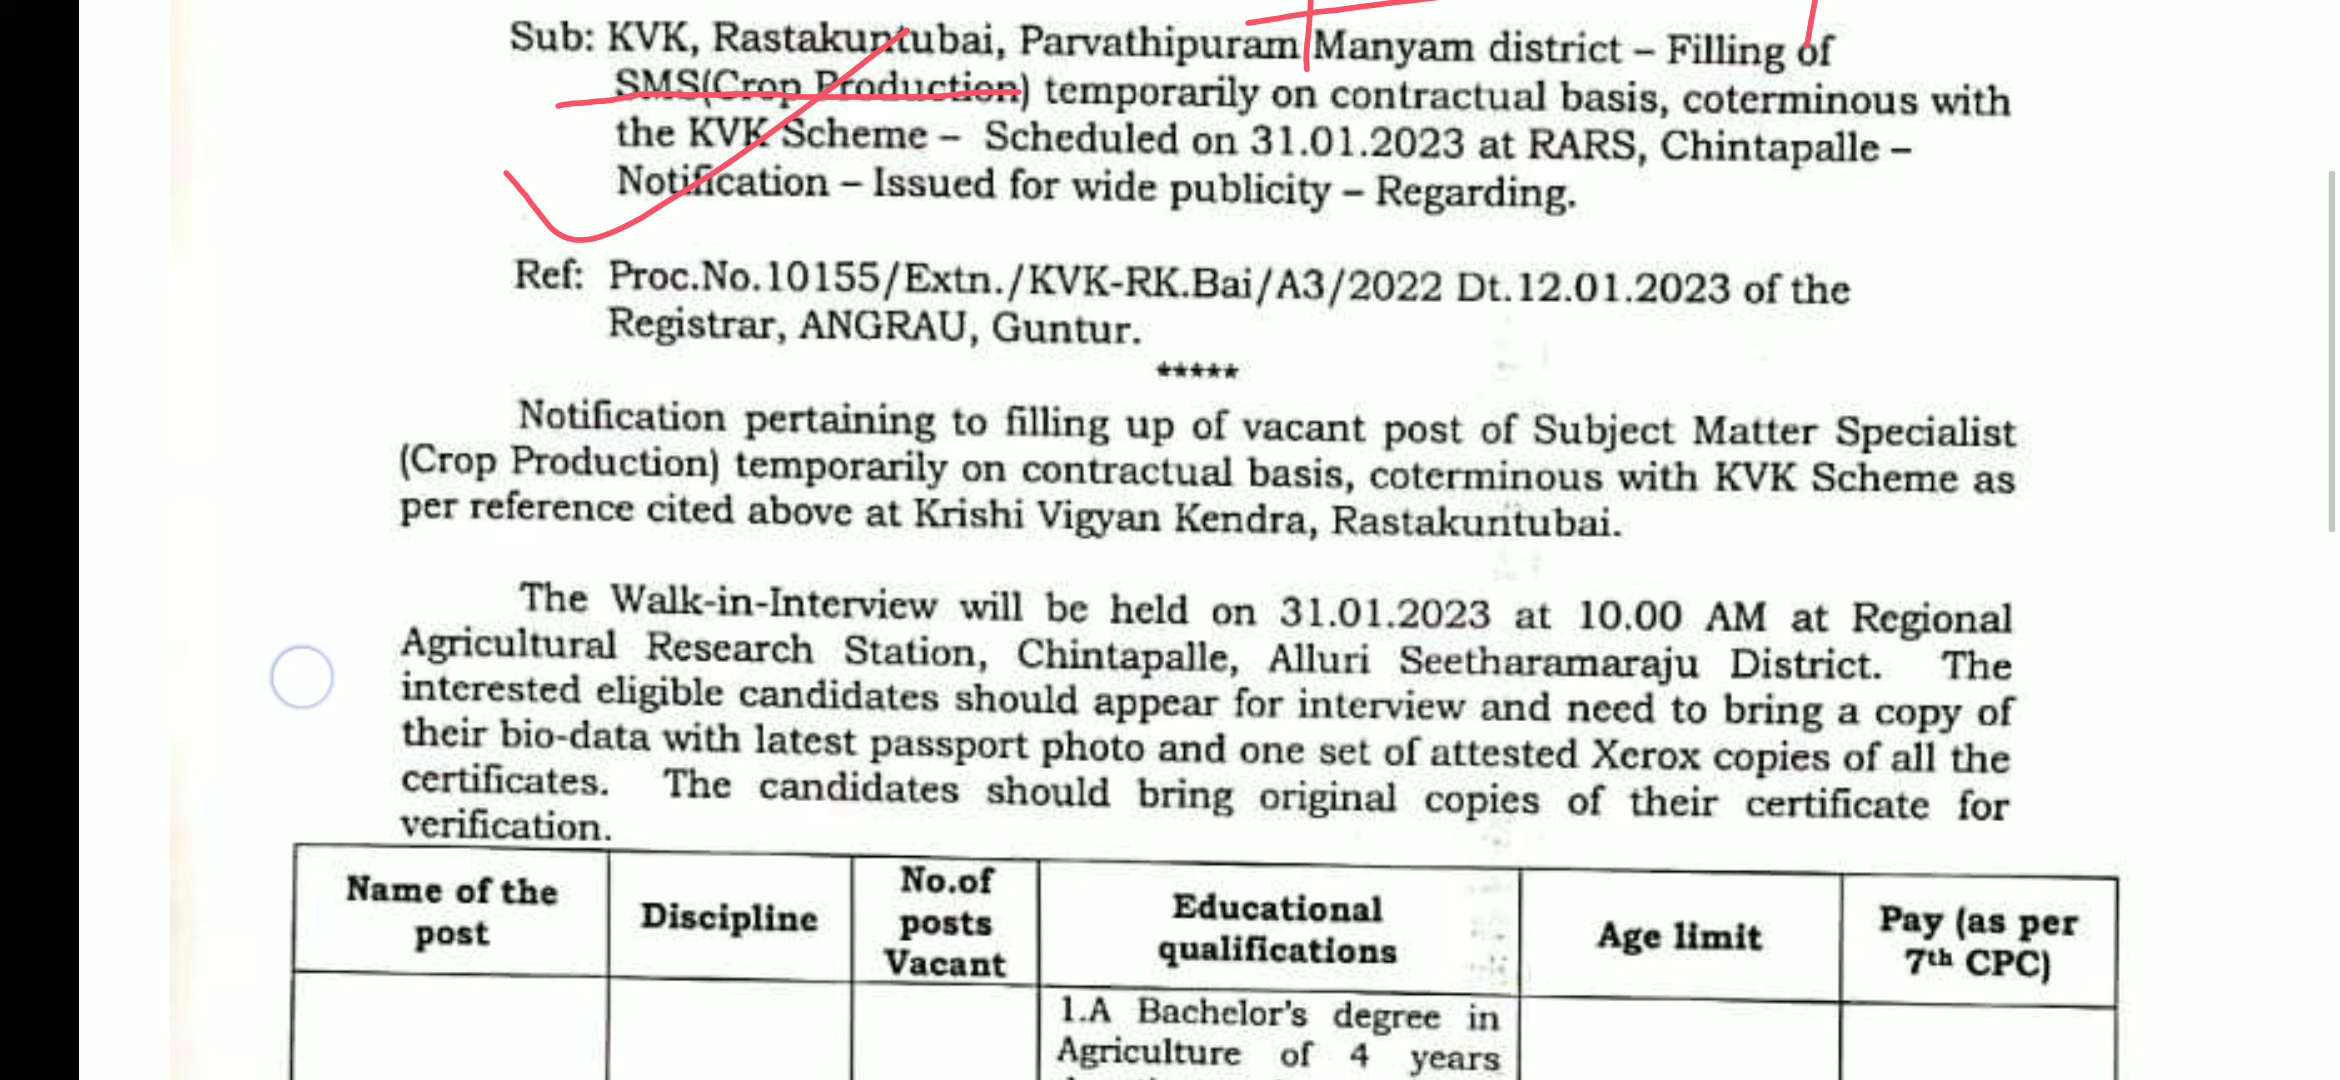 Sub: KVK, Rastakuntubai, Parvathipuram Manyam district – Filling of
SMS(Crop Production) temporarily on contractual basis, coterminous with
the KVK Scheme – Scheduled on 31.01.2023 at RARS, Chintapalle –
Notification – Issued for wide publicity – Regarding.
Ref: Proc.No.10155/Extn./KVK-RK.Bai/A3/2022 Dt.12.01.2023 of the
Registrar, ANGRAU, Guntur.
*****
Notification pertaining to filling up of vacant post of Subject Matter Specialist
(Crop Production) temporarily on contractual basis, coterminous with KVK Scheme as
per reference cited above at Krishi Vigyan Kendra, Rastakuntubai.
The Walk-in-Interview will be held on 31.01.2023 at 10.00 AM at Regional
Agricultural Research Station, Chintapalle, Alluri Seetharamaraju District. The
interested eligible candidates should appear for interview and need to bring a copy of
their bio-data with latest passport photo and one set of attested Xerox copies of all the
certificates. The candidates should bring original copies of their certificate for
verification.
Name of the
post
Discipline
No.of
posts
Vacant
Educational
qualifications
Age limit
Pay (as per
7th CPC)
1.A Bachelor's degree in
Agriculture of 4 years